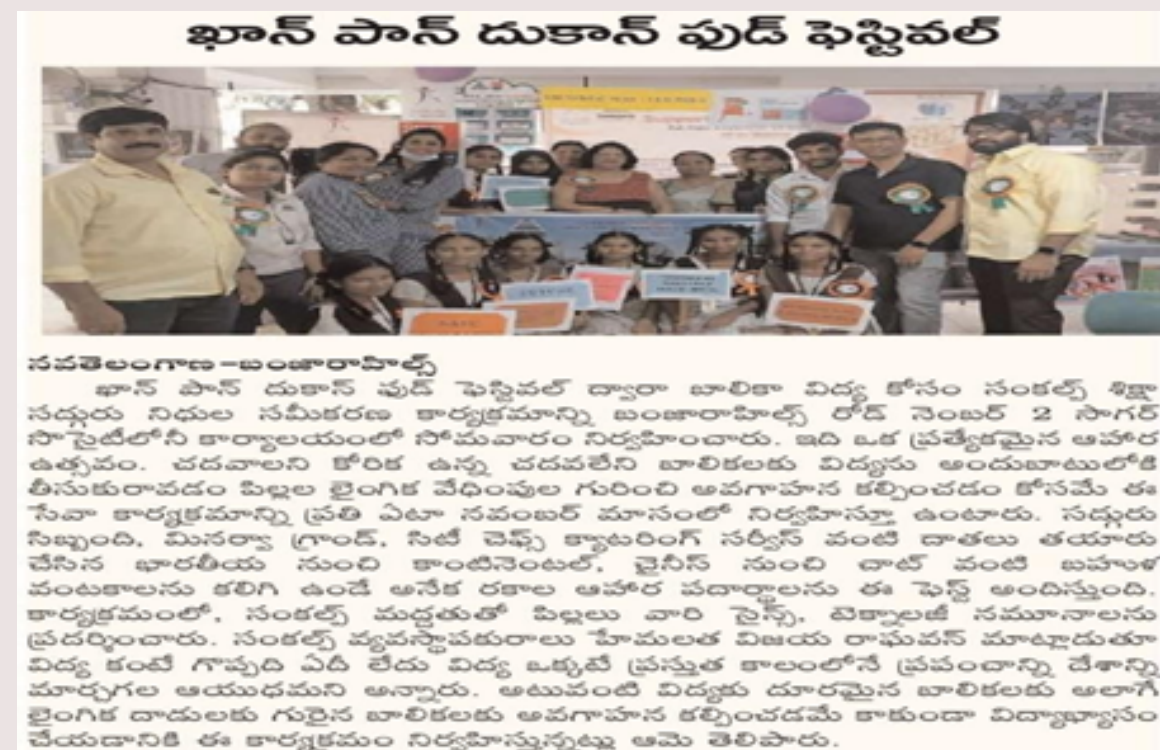 ఖాన్ పాన్ దుకాన్ ఫుడ్ ఫెస్టివల్
నవతెలంగాణ-బంజారాహిల్స్
ఖాన్ పాన్ దుకాన్ ఫుడ్ ఫెస్టివల్ ద్వారా బాలికా విద్య కోసం సంకల్ప్ శిక్షా
సద్గురు నిధుల సమీకరణ కార్యక్రమాన్ని బంజారాహిల్స్ రోడ్ నెంబర్ 2 సాగర్
సొసైటీలోనీ కార్యాలయంలో సోమవారం నిర్వహించారు. ఇది ఒక ప్రత్యేకమైన ఆహార
ఉత్సవం. చదవాలని కోరిక ఉన్న చదవలేని బాలికలకు విద్యను అందుబాటులోకి
తీసుకురావడం పిల్లల లైంగిక వేధింపుల గురించి అవగాహన కల్పించడం కోసమే ఈ
సేవా కార్యక్రమాన్ని ప్రతి ఏటా నవంబర్ మాసంలో నిర్వహిస్తూ ఉంటారు. సద్గురు
సిబ్బంది, మినర్వా గ్రాండ్, సిటీ చెఫ్స్ క్యాటరింగ్ సర్వీస్ వంటి దాతలు తయారు
చేసిన భారతీయ నుంచి కాంటినెంటల్, చైనీస్ నుంచి చాట్ వంటి బహుళ
వంటకాలను కలిగి ఉండే అనేక రకాల ఆహార పదార్థాలను ఈ ఫెస్ట్ అందిస్తుంది.
కార్యక్రమంలో, సంకల్ప్ మద్దతుతో పిల్లలు వారి సైన్స్, టెక్నాలజీ నమూనాలను
ప్రదర్శించారు. సంకల్ప్ వ్యవస్థాపకురాలు హేమలత విజయ రాఘవన్ మాట్లాడుతూ
విద్య కంటే గొప్పది ఏదీ లేదు విద్య ఒక్కటే ప్రస్తుత కాలంలోనే ప్రపంచాన్ని దేశాన్ని
మార్చగల ఆయుధమని అన్నారు. అటువంటి విద్యకు దూరమైన బాలికలకు అలాగే
లైంగిక దాడులకు గురైన బాలికలకు అవగాహన కల్పించడమే కాకుండా విద్యాభ్యాసం
చేయడానికి ఈ కార్యక్రమం నిర్వహిస్తున్నట్లు ఆమె తెలిపారు.